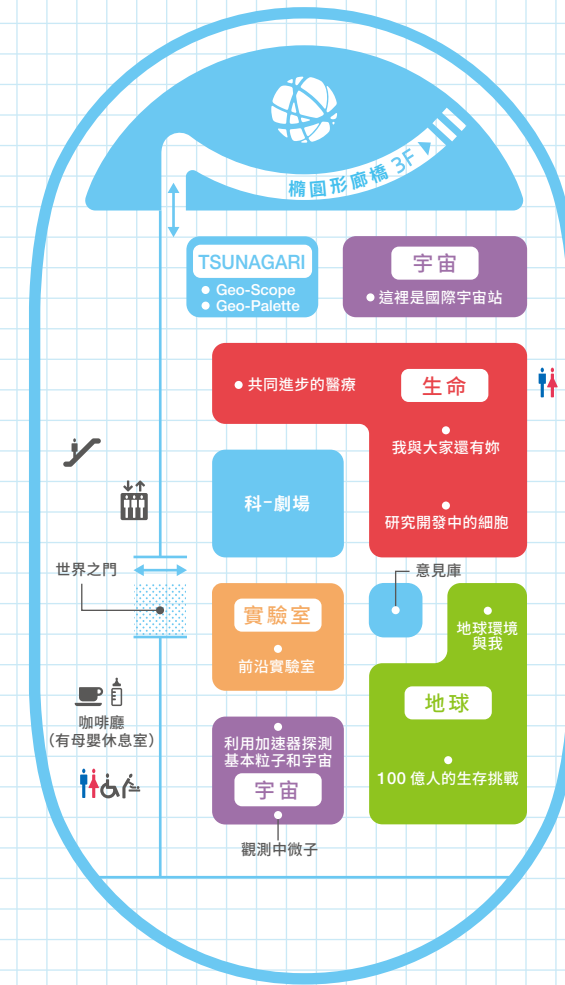 橢圓形廊橋 3F
TSUNAGARI
Geo-Scope
Geo-Palette
宇宙
這裡是國際宇宙站
共同進步的醫療
生命
我與大家還有妳
科-劇場
研究開發中的細胞
世界之門
意見庫
實驗室
前沿實驗室
地球環境
與我
地球
咖啡廳
(有母嬰休息室)
利用加速器探測
基本粒子和宇宙
宇宙
100 億人的生存挑戰
觀測中微子